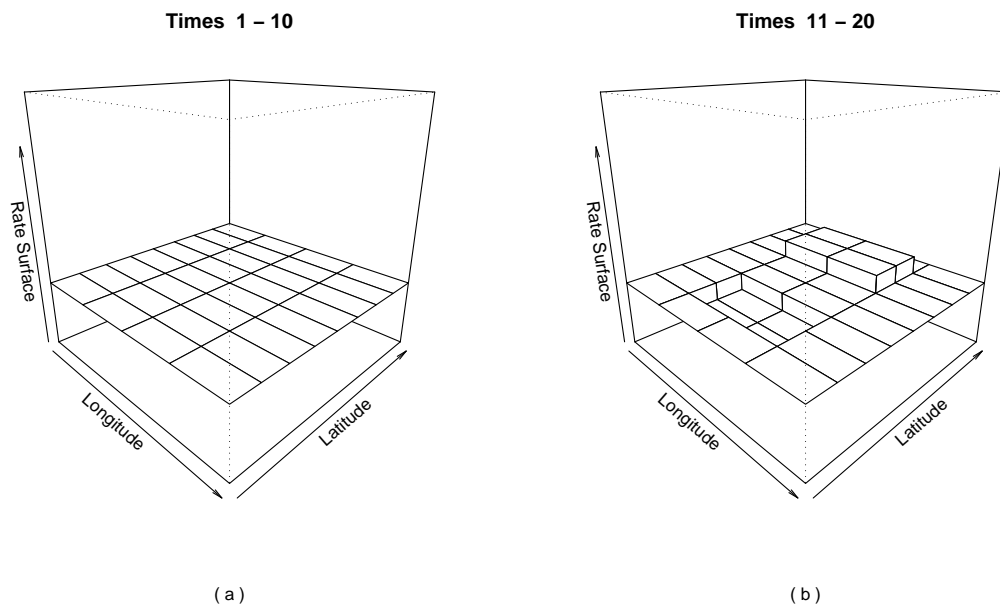 Times 1 – 10
Rate Surface
Longitude
Latitude
( a )
Times 11 – 20
Rate Surface
Longitude
Latitude
( b )